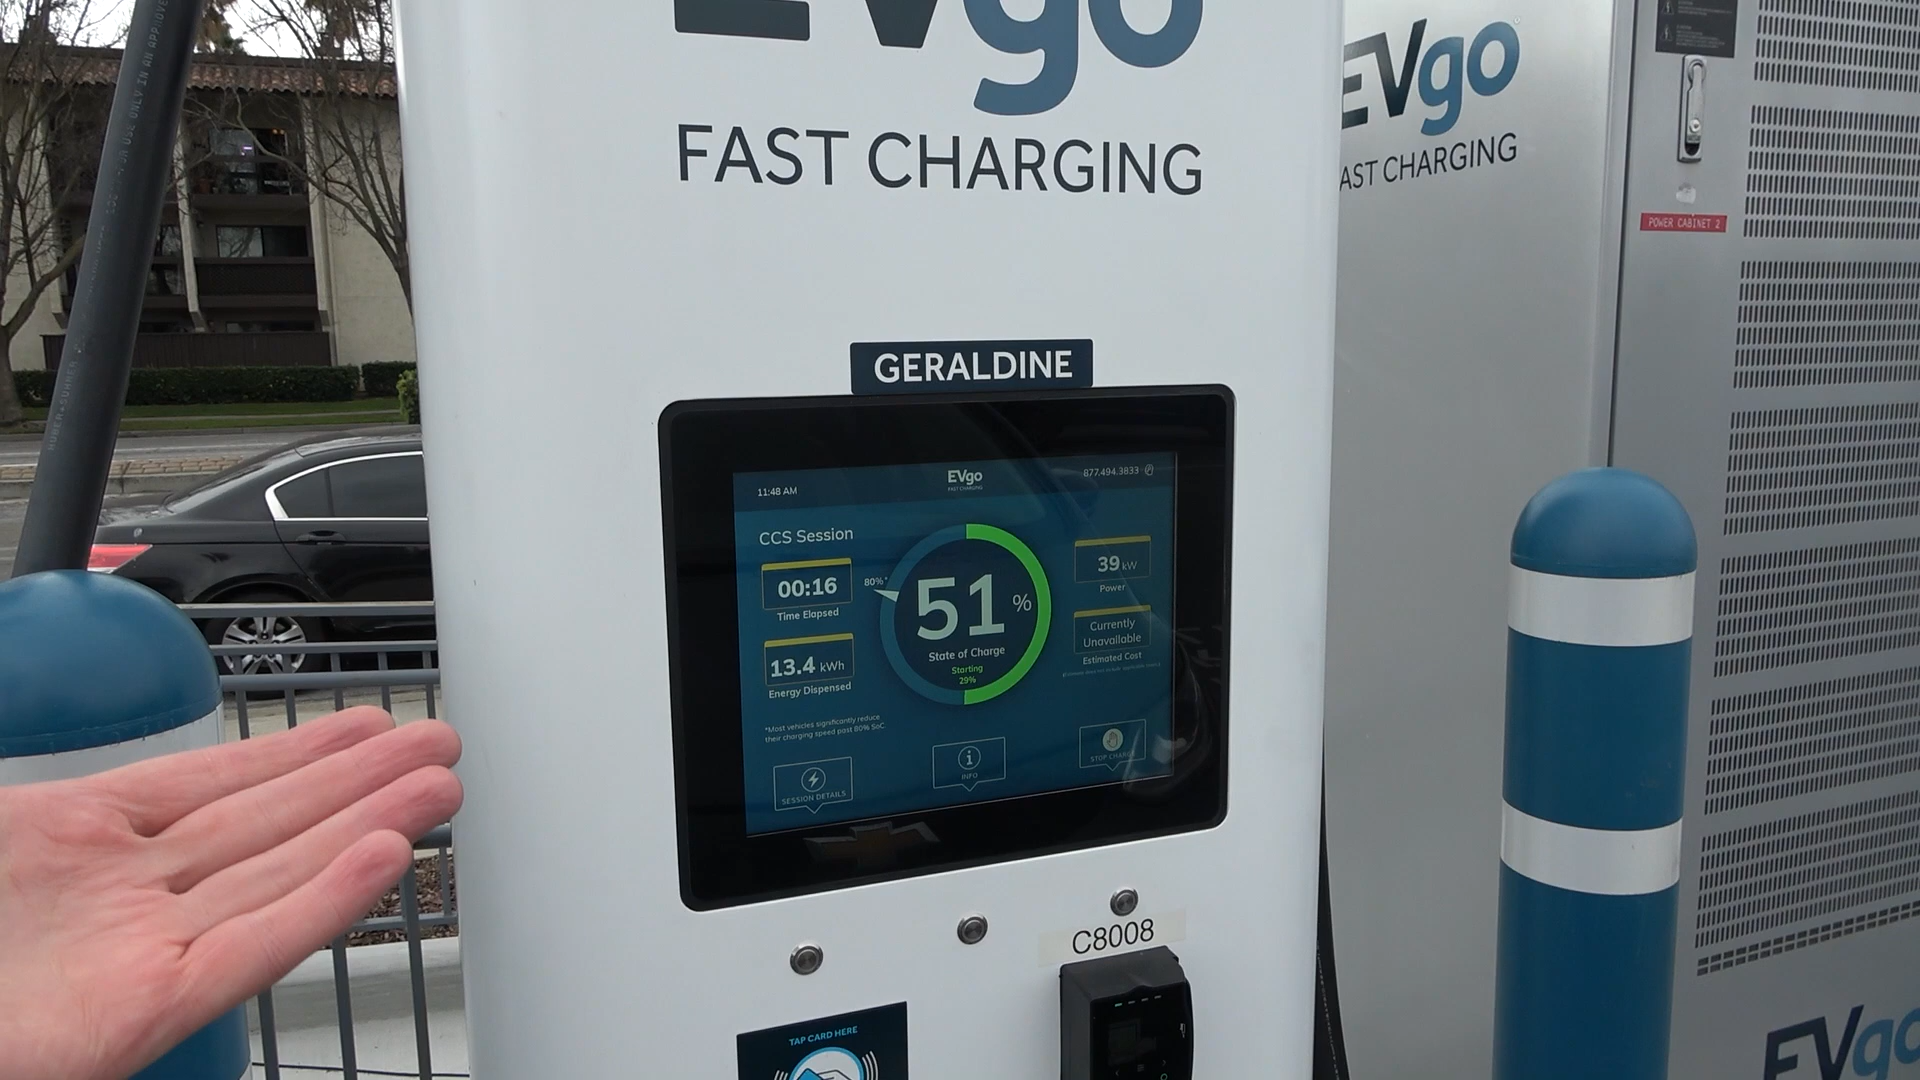 EVgo
FAST CHARGING
EVgo
FAST CHARGING
POWER CABINET 2
GERALDINE
11:48 AM
EVgo
FAST CHARGING
877.494.3833
CCS Session
00:16
Time Elapsed
13.4 kWh
Energy Dispensed
80%*
51 %
State of Charge
Starting
29%
39 kW
Power
Currently
Unavailable
Estimated Cost
*Most vehicles significantly reduce
their charging speed past 80% SoC
SESSION DETAILS
INFO
STOP CHARGE
C8008
TAP CARD HERE
EVgo